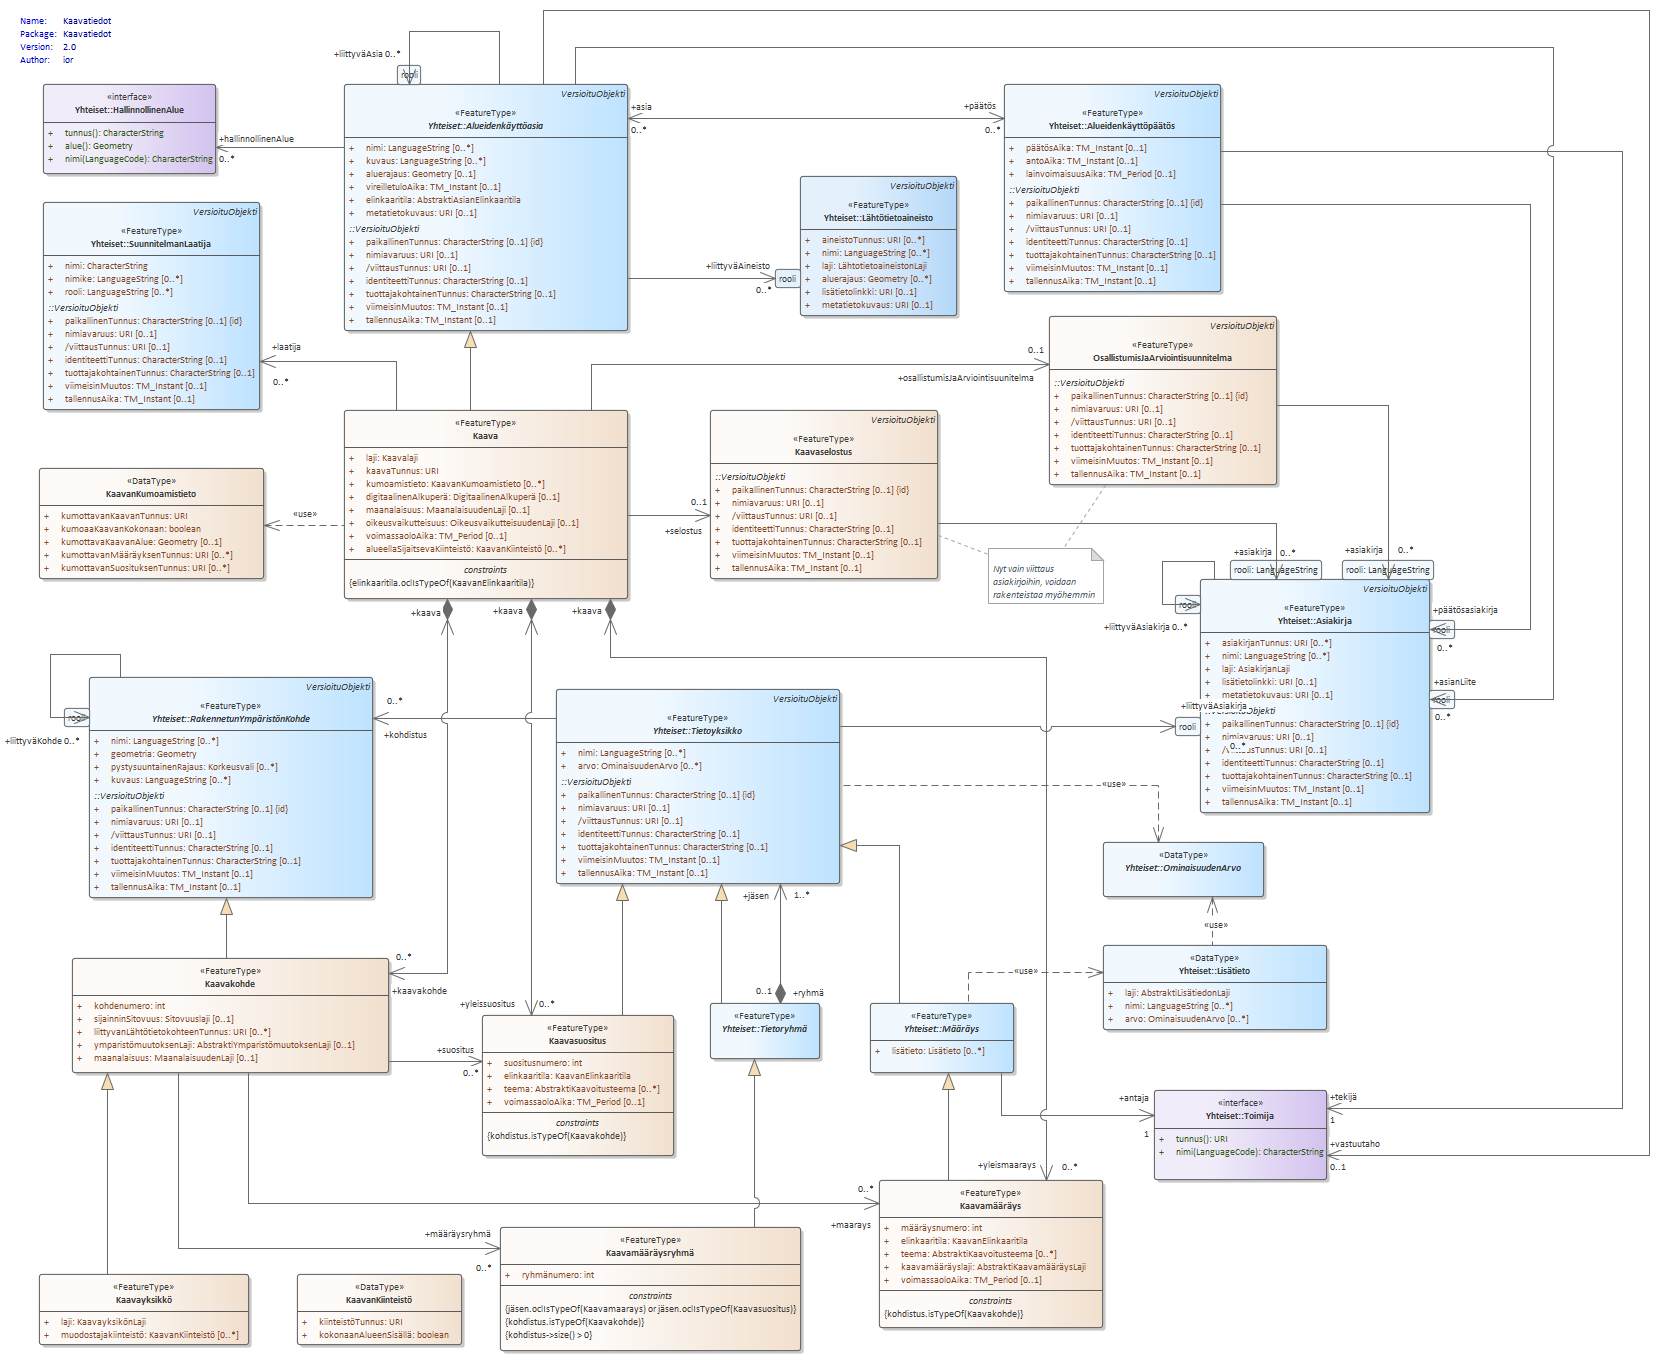 Name: Kaavatiedot
Package: Kaavatiedot
Version: 2.0
Author: ior
«interface»
Yhteiset::HallinnollinenAlue
+ tunnus(): CharacterString
+ alue(): Geometry
+ nimi(LanguageCode): CharacterString
+hallinnollinenAlue
0..*
+liittyväAsia 0..*
rooli
VersioituObjekti
«FeatureType»
Yhteiset::Alueidenkäyttöasia
+ nimi: LanguageString [0..*]
+ kuvaus: LanguageString [0..*]
+ aluerajaus: Geometry [0..1]
+ vireilletuloAika: TM_Instant [0..1]
+ elinkaaritila: AbstraktiAsianElinkaaritila
+ metatietokuvaus: URI [0..1]
::VersioituObjekti
+ paikallinenTunnus: CharacterString [0..1] {id}
+ nimiavaruus: URI [0..1]
+ /viittausTunnus: URI [0..1]
+ identiteettiTunnus: CharacterString [0..1]
+ tuottajakohtainenTunnus: CharacterString [0..1]
+ viimeisinMuutos: TM_Instant [0..1]
+ tallennusAika: TM_Instant [0..1]
+asia
0..*
+päätös
0..*
VersioituObjekti
«FeatureType»
Yhteiset::Alueidenkäyttöpäätös
+ päätösAika: TM_Instant [0..1]
+ antoAika: TM_Instant [0..1]
+ lainvoimaisuusAika: TM_Period [0..1]
::VersioituObjekti
+ paikallinenTunnus: CharacterString [0..1] {id}
+ nimiavaruus: URI [0..1]
+ /viittausTunnus: URI [0..1]
+ identiteettiTunnus: CharacterString [0..1]
+ tuottajakohtainenTunnus: CharacterString [0..1]
+ viimeisinMuutos: TM_Instant [0..1]
+ tallennusAika: TM_Instant [0..1]
VersioituObjekti
«FeatureType»
Yhteiset::Lähtötietoaineisto
+ aineistoTunnus: URI [0..*]
+ nimi: LanguageString [0..*]
+ laji: LähtötietoaineistonLaji
+ aluerajaus: Geometry [0..*]
+ lisätietolinkki: URI [0..1]
+ metatietokuvaus: URI [0..1]
+liittyväAineisto
0..*
rooli
VersioituObjekti
«FeatureType»
Yhteiset::SuunnitelmanLaatija
+ nimi: CharacterString
+ nimike: LanguageString [0..*]
+ rooli: LanguageString [0..*]
::VersioituObjekti
+ paikallinenTunnus: CharacterString [0..1] {id}
+ nimiavaruus: URI [0..1]
+ /viittausTunnus: URI [0..1]
+ identiteettiTunnus: CharacterString [0..1]
+ tuottajakohtainenTunnus: CharacterString [0..1]
+ viimeisinMuutos: TM_Instant [0..1]
+ tallennusAika: TM_Instant [0..1]
+laatija
0..*
VersioituObjekti
«FeatureType»
OsallistumisJaArviointisuunnitelma
::VersioituObjekti
+ paikallinenTunnus: CharacterString [0..1] {id}
+ nimiavaruus: URI [0..1]
+ /viittausTunnus: URI [0..1]
+ identiteettiTunnus: CharacterString [0..1]
+ tuottajakohtainenTunnus: CharacterString [0..1]
+ viimeisinMuutos: TM_Instant [0..1]
+ tallennusAika: TM_Instant [0..1]
0..1
+osallistumisJaArviointisuunitelma
«FeatureType»
Kaava
+ laji: Kaavalaji
+ kaavaTunnus: URI
+ kumoamistieto: KaavanKumoamistieto [0..*]
+ digitaalinenAlkuperä: DigitaalinenAlkuperä [0..1]
+ maanalaisuus: MaanalaisuudenLaji [0..1]
+ oikeusvaikutteisuus: OikeusvaikutteisuudenLaji [0..1]
+ voimassaoloAika: TM_Period [0..1]
+ alueellaSijaitsevaKiinteistö: KaavanKiinteistö [0..*]
constraints
{elinkaaritila.oclIsTypeOf(KaavanElinkaaritila)}
VersioituObjekti
«FeatureType»
Kaavaselostus
::VersioituObjekti
+ paikallinenTunnus: CharacterString [0..1] {id}
+ nimiavaruus: URI [0..1]
+ /viittausTunnus: URI [0..1]
+ identiteettiTunnus: CharacterString [0..1]
+ tuottajakohtainenTunnus: CharacterString [0..1]
+ viimeisinMuutos: TM_Instant [0..1]
+ tallennusAika: TM_Instant [0..1]
0..1
+selostus
«DataType»
KaavanKumoamistieto
+ kumottavanKaavanTunnus: URI
+ kumoaaKaavanKokonaan: boolean
+ kumottavaKaavanAlue: Geometry [0..1]
+ kumottavanMääräyksenTunnus: URI [0..*]
+ kumottavanSuosituksenTunnus: URI [0..*]
«use»
Nyt vain viittaus
asiakirjoihin, voidaan
rakenteistaa myöhemmin
+asiakirja 0..*
rooli: LanguageString
+asiakirja 0..*
rooli: LanguageString
rooli
+liittyväAsiakirja 0..*
VersioituObjekti
«FeatureType»
Yhteiset::Asiakirja
+ asiakirjanTunnus: URI [0..*]
+ nimi: LanguageString [0..*]
+ laji: AsiakirjanLaji
+ lisätietolinkki: URI [0..1]
+ metatietokuvaus: URI [0..1]
+ paikallinenTunnus: CharacterString [0..1] {id}
+ nimiavaruus: URI [0..1]
+ identiteettiTunnus: CharacterString [0..1]
+ tuottajakohtainenTunnus: CharacterString [0..1]
+ viimeisinMuutos: TM_Instant [0..1]
+ tallennusAika: TM_Instant [0..1]
+päätösasiakirja
rooli
0..*
+asianLiite
rooli
0..*
+liittyväAsiakirja
rooli
0..*
+kaava
+kaava
+kaava
rooli
+liittyväKohde 0..*
VersioituObjekti
«FeatureType»
Yhteiset::RakennetunYmpäristönKohde
+ nimi: LanguageString [0..*]
+ geometria: Geometry
+ pystysuuntainenRajaus: Korkeusvali [0..*]
+ kuvaus: LanguageString [0..*]
::VersioituObjekti
+ paikallinenTunnus: CharacterString [0..1] {id}
+ nimiavaruus: URI [0..1]
+ /viittausTunnus: URI [0..1]
+ identiteettiTunnus: CharacterString [0..1]
+ tuottajakohtainenTunnus: CharacterString [0..1]
+ viimeisinMuutos: TM_Instant [0..1]
+ tallennusAika: TM_Instant [0..1]
0..*
+kohdistus
VersioituObjekti
«FeatureType»
Yhteiset::Tietoyksikko
+ nimi: LanguageString [0..*]
+ arvo: OminaisuudenArvo [0..*]
::VersioituObjekti
+ paikallinenTunnus: CharacterString [0..1] {id}
+ nimiavaruus: URI [0..1]
+ /viittausTunnus: URI [0..1]
+ identiteettiTunnus: CharacterString [0..1]
+ tuottajakohtainenTunnus: CharacterString [0..1]
+ viimeisinMuutos: TM_Instant [0..1]
+ tallennusAika: TM_Instant [0..1]
«use»
«DataType»
Yhteiset::OminaisuudenArvo
«use»
«DataType»
Yhteiset::Lisätieto
+ laji: AbstraktiLisätiedonLaji
+ nimi: LanguageString [0..*]
+ arvo: OminaisuudenArvo [0..*]
«use»
+jäsen 1..*
0..1 +ryhmä
«FeatureType»
Kaavakohde
+ kohdenumero: int
+ sijainninSitovuus: Sitovuuslaji [0..1]
+ liittyvänLähtötietokohteenTunnus: URI [0..*]
+ ympäristömuutoksenLaji: AbstraktiYmpäristömuutoksenLaji [0..1]
+ maanalaisuus: MaanalaisuudenLaji [0..1]
0..*
+kaavakohde
+yleissuositus 0..*
«FeatureType»
Kaavasuositus
+ suositusnumero: int
+ elinkaaritila: KaavanElinkaaritila
+ teema: AbstraktiKaavoitusteema [0..*]
+ voimassaoloAika: TM_Period [0..1]
constraints
{kohdistus.isTypeOf(Kaavakohde)}
+suositus
0..*
«FeatureType»
Yhteiset::Tietoryhmä
«FeatureType»
Yhteiset::Määräys
+ lisätieto: Lisätieto [0..*]
+antaja
1
«interface»
Yhteiset::Toimija
+ tunnus(): URI
+ nimi(LanguageCode): CharacterString
+tekijä
1
+vastuutaho
0..1
+yleismaarays 0..*
0..*
+maarays
«FeatureType»
Kaavamääräys
+ määräysnumero: int
+ elinkaaritila: KaavanElinkaaritila
+ teema: AbstraktiKaavoitusteema [0..*]
+ kaavamääräyslaji: AbstraktiKaavamääräysLaji
+ voimassaoloAika: TM_Period [0..1]
constraints
{kohdistus.isTypeOf(Kaavakohde)}
+määräysryhmä
0..*
«FeatureType»
Kaavamääräysryhmä
+ ryhmänumero: int
constraints
{jäsen.oclIsTypeOf(Kaavamaarays) or jäsen.oclIsTypeOf(Kaavasuositus)}
{kohdistus.isTypeOf(Kaavakohde)}
{kohdistus->size() > 0}
«FeatureType»
Kaavayksikkö
+ laji: KaavayksikönLaji
+ muodostajakiinteistö: KaavanKiinteistö [0..*]
«DataType»
KaavanKiinteistö
+ kiinteistöTunnus: URI
+ kokonaanAlueenSisällä: boolean